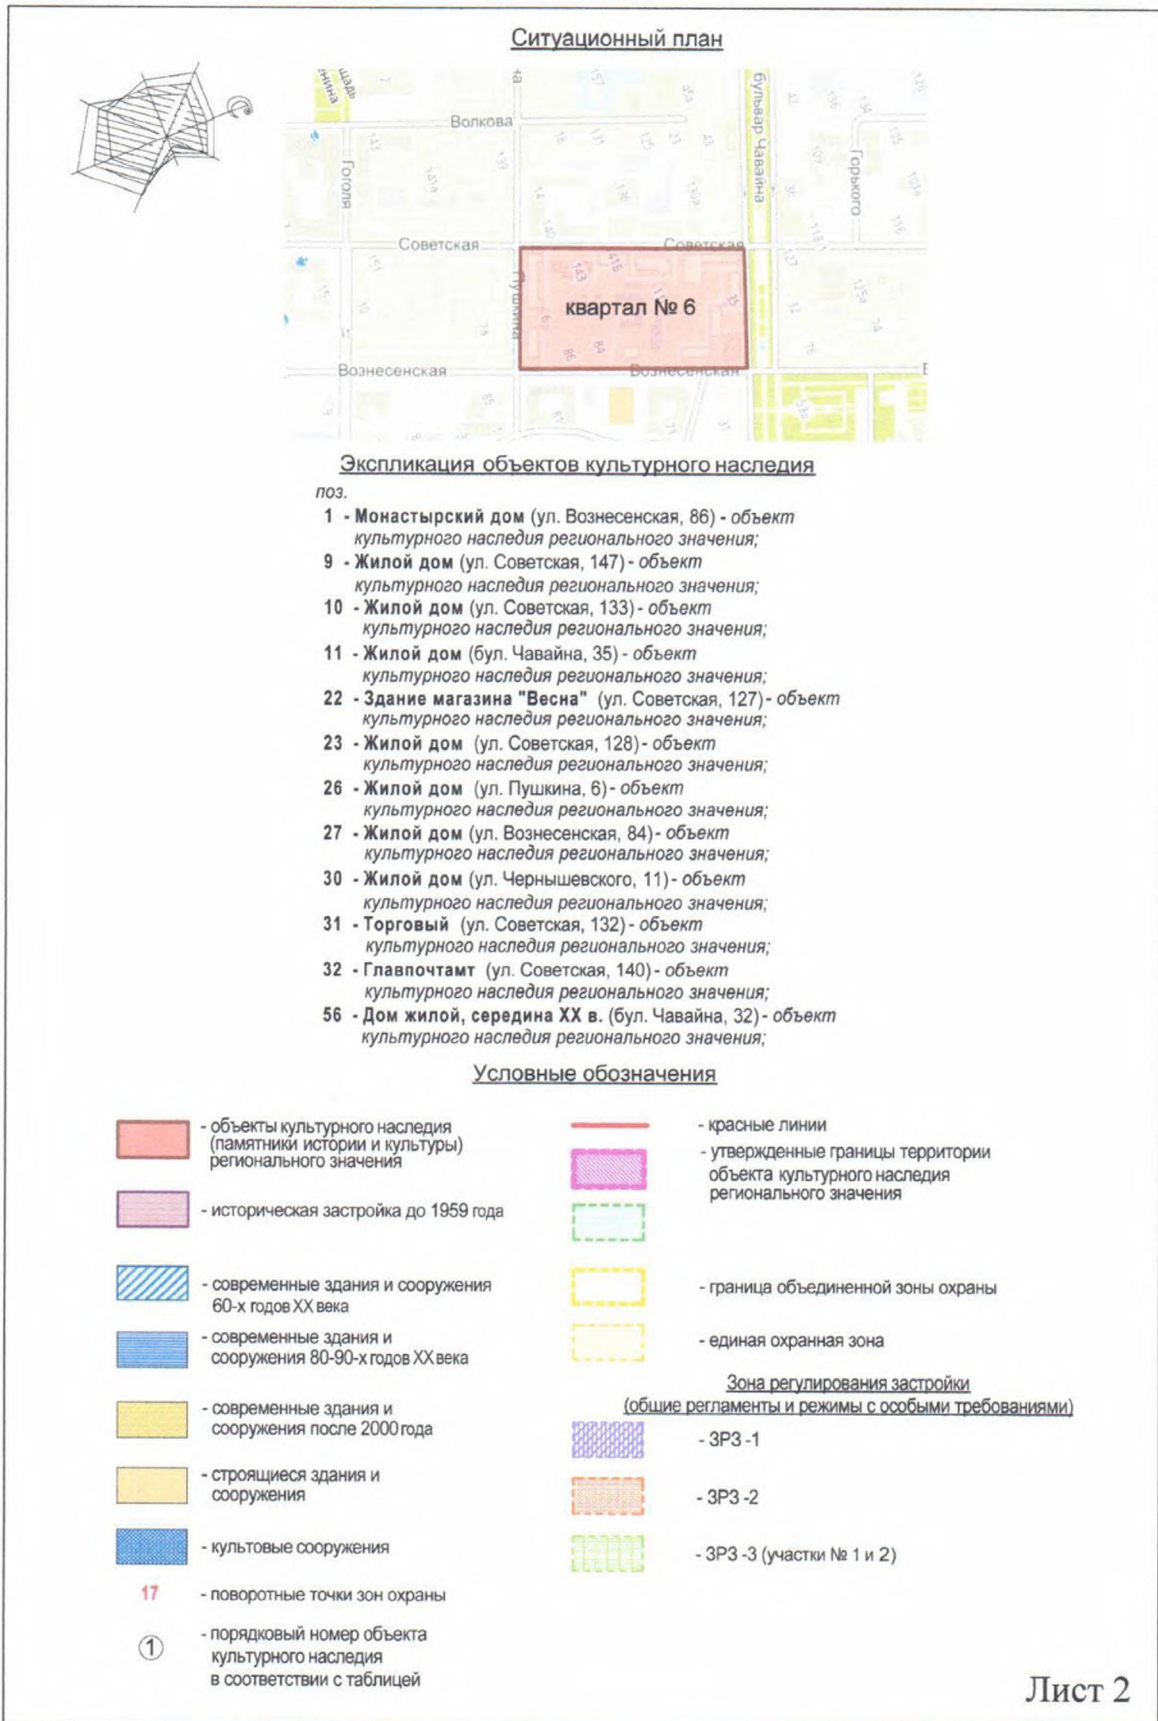 Ситуационный план
Волкова
бульвар Чавайна
Гоголя
Горького
Советская
Советская
Пушкина
квартал № 6
Вознесенская
Вознесенская
Экспликация объектов культурного наследия
поз.
1 - Монастырский дом (ул. Вознесенская, 86) - объект
культурного наследия регионального значения;
9 - Жилой дом (ул. Советская, 147) - объект
культурного наследия регионального значения;
10 - Жилой дом (ул. Советская, 133) - объект
культурного наследия регионального значения;
11 - Жилой дом (бул. Чавайна, 35) - объект
культурного наследия регионального значения;
22 - Здание магазина "Весна" (ул. Советская, 127) - объект
культурного наследия регионального значения;
23 - Жилой дом (ул. Советская, 128) - объект
культурного наследия регионального значения;
26 - Жилой дом (ул. Пушкина, 6) - объект
культурного наследия регионального значения;
27 - Жилой дом (ул. Вознесенская, 84) - объект
культурного наследия регионального значения;
30 - Жилой дом (ул. Чернышевского, 11) - объект
культурного наследия регионального значения;
31 - Торговый (ул. Советская, 132) - объект
культурного наследия регионального значения;
32 - Главпочтамт (ул. Советская, 140) - объект
культурного наследия регионального значения;
56 - Дом жилой, середина XX в. (бул. Чавайна, 32) - объект
культурного наследия регионального значения;
Условные обозначения
- объекты культурного наследия
(памятники истории и культуры)
регионального значения
- историческая застройка до 1959 года
- современные здания и сооружения
60-х годов XX века
- современные здания и
сооружения 80-90-х годов XX века
- современные здания и
сооружения после 2000 года
- строящиеся здания и
сооружения
- культовые сооружения
17 - поворотные точки зон охраны
1 - порядковый номер объекта
культурного наследия
в соответствии с таблицей
- красные линии
- утвержденные границы территории
объекта культурного наследия
регионального значения
- граница объединенной зоны охраны
- единая охранная зона
Зона регулирования застройки
(общие регламенты и режимы с особыми требованиями)
- ЗРЗ -1
- ЗРЗ -2
- ЗРЗ -3 (участки № 1 и 2)
Лист 2